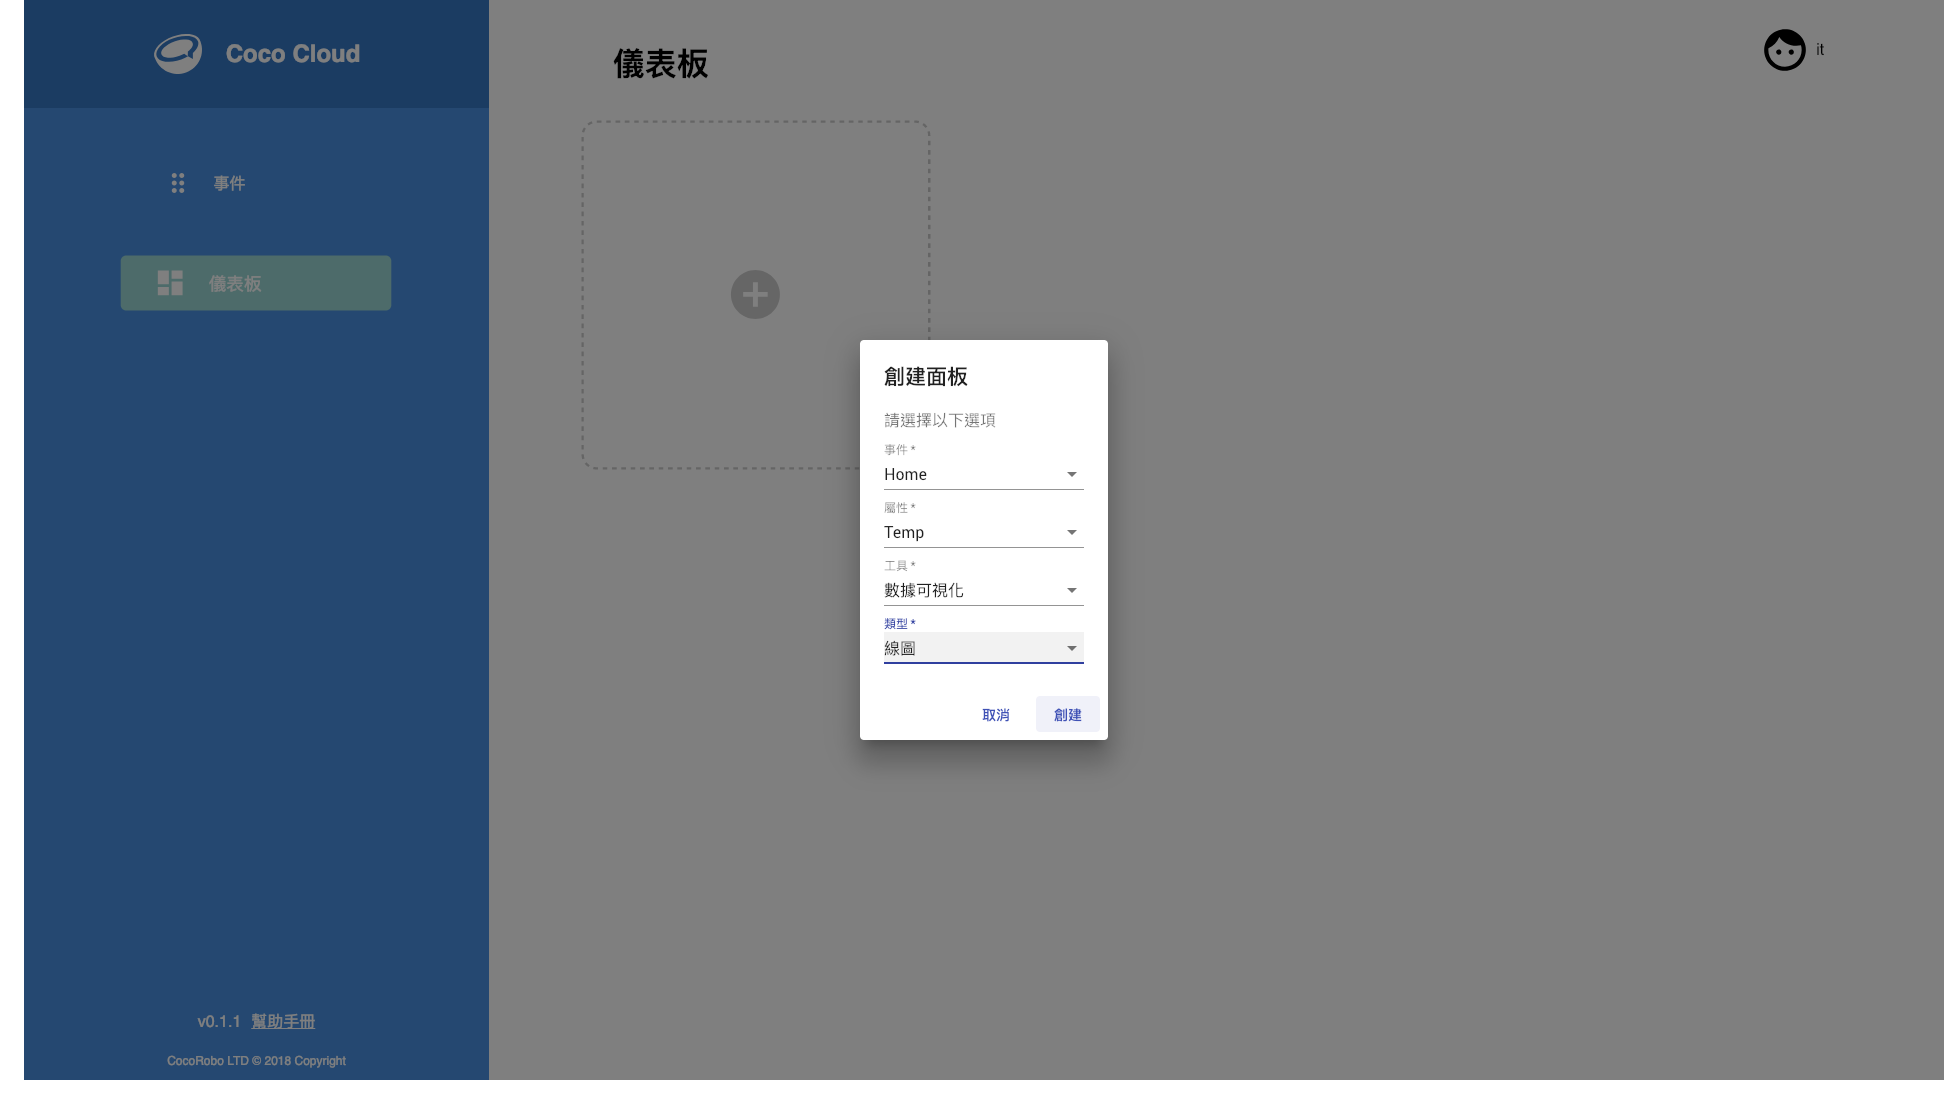 Coco Cloud
事件
儀表板
v0.1.1 幫助手冊
CocoRobo LTD © 2018 Copyright
儀表板
it
創建面板
請選擇以下選項
事件 *
Home
屬性 *
Temp
工具 *
數據可視化
類型 *
線圖
取消 創建